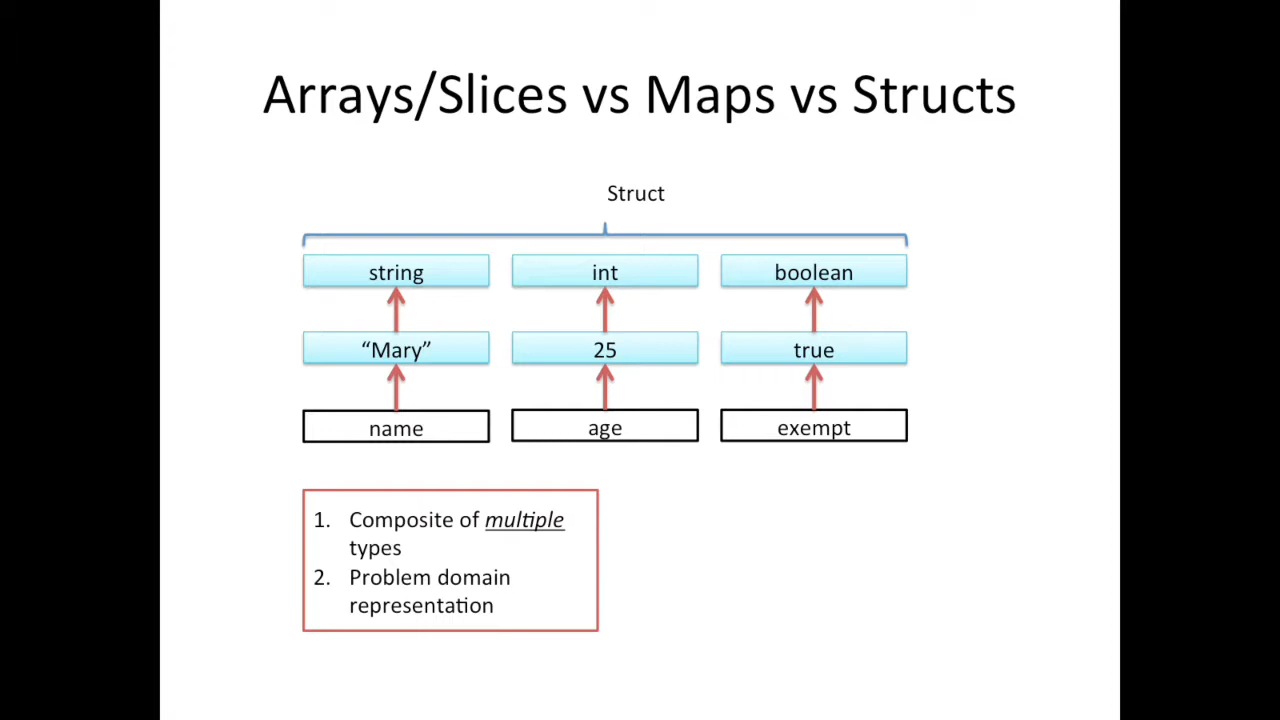 Arrays/Slices vs Maps vs Structs
Struct
string int boolean
“Mary” 25 true
name age exempt
1. Composite of multiple
types
2. Problem domain
representation